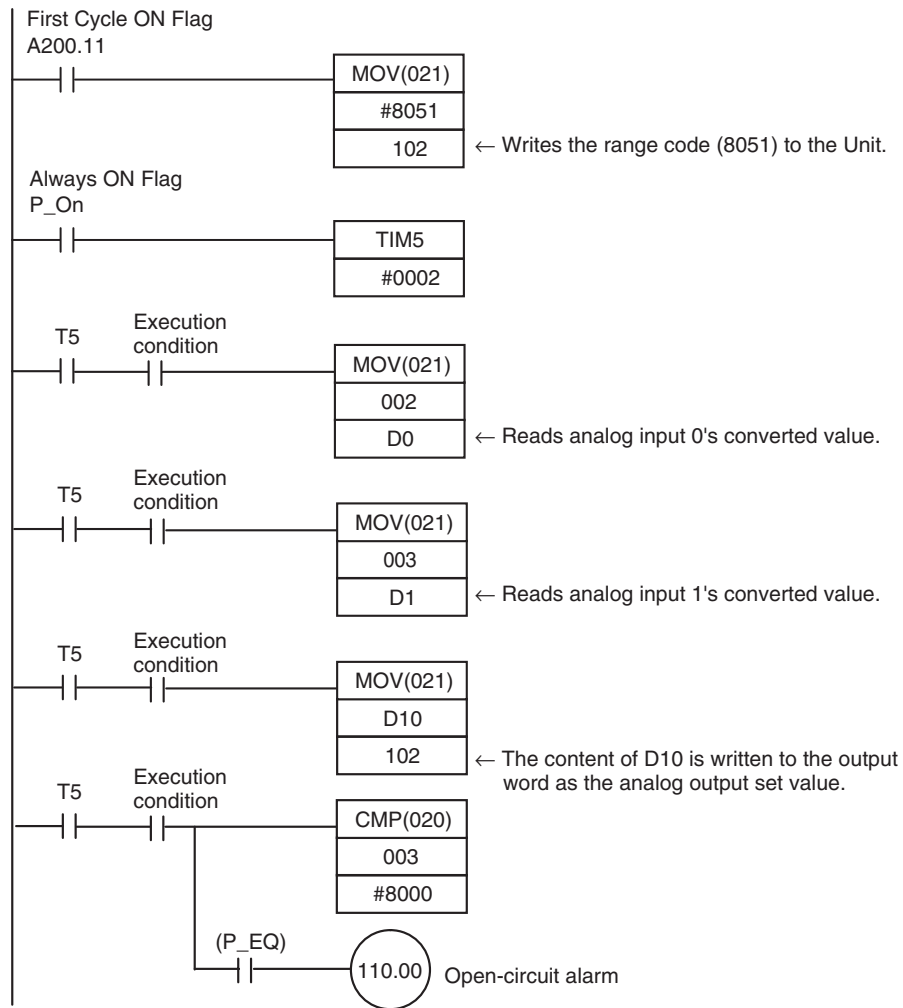 First Cycle ON Flag
A200.11
MOV(021)
#8051
102
← Writes the range code (8051) to the Unit.
Always ON Flag
P_On
TIM5
#0002
T5
Execution
condition
MOV(021)
002
D0
← Reads analog input 0's converted value.
T5
Execution
condition
MOV(021)
003
D1
← Reads analog input 1's converted value.
T5
Execution
condition
MOV(021)
D10
102
← The content of D10 is written to the output
word as the analog output set value.
T5
Execution
condition
CMP(020)
003
#8000
(P_EQ)
110.00
Open-circuit alarm